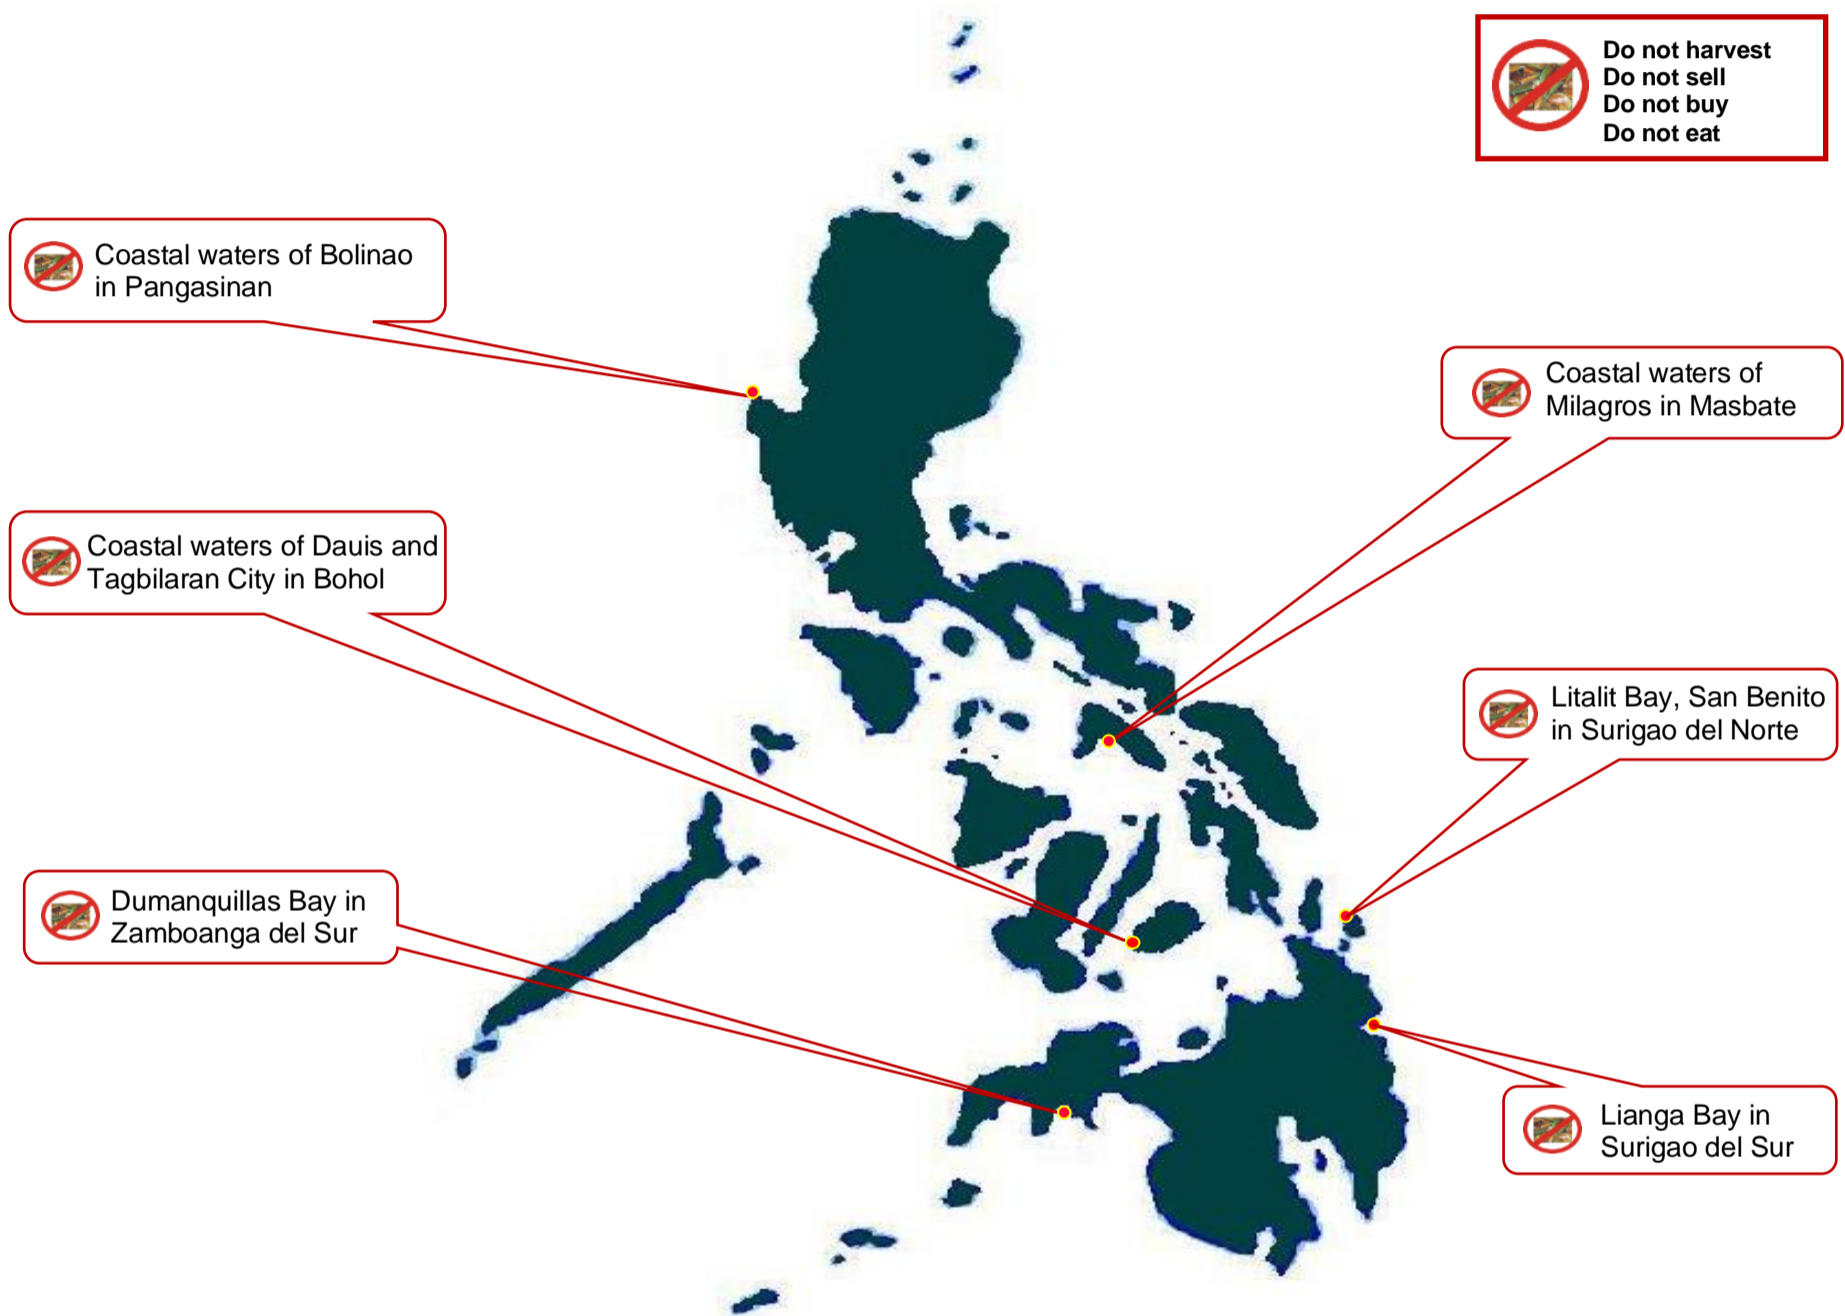 Do not harvest
Do not sell
Do not buy
Do not eat
Coastal waters of Bolinao
in Pangasinan
Coastal waters of
Milagros in Masbate
Coastal waters of Dauis and
Tagbilaran City in Bohol
Litalit Bay, San Benito
in Surigao del Norte
Dumanquillas Bay in
Zamboanga del Sur
Lianga Bay in
Surigao del Sur